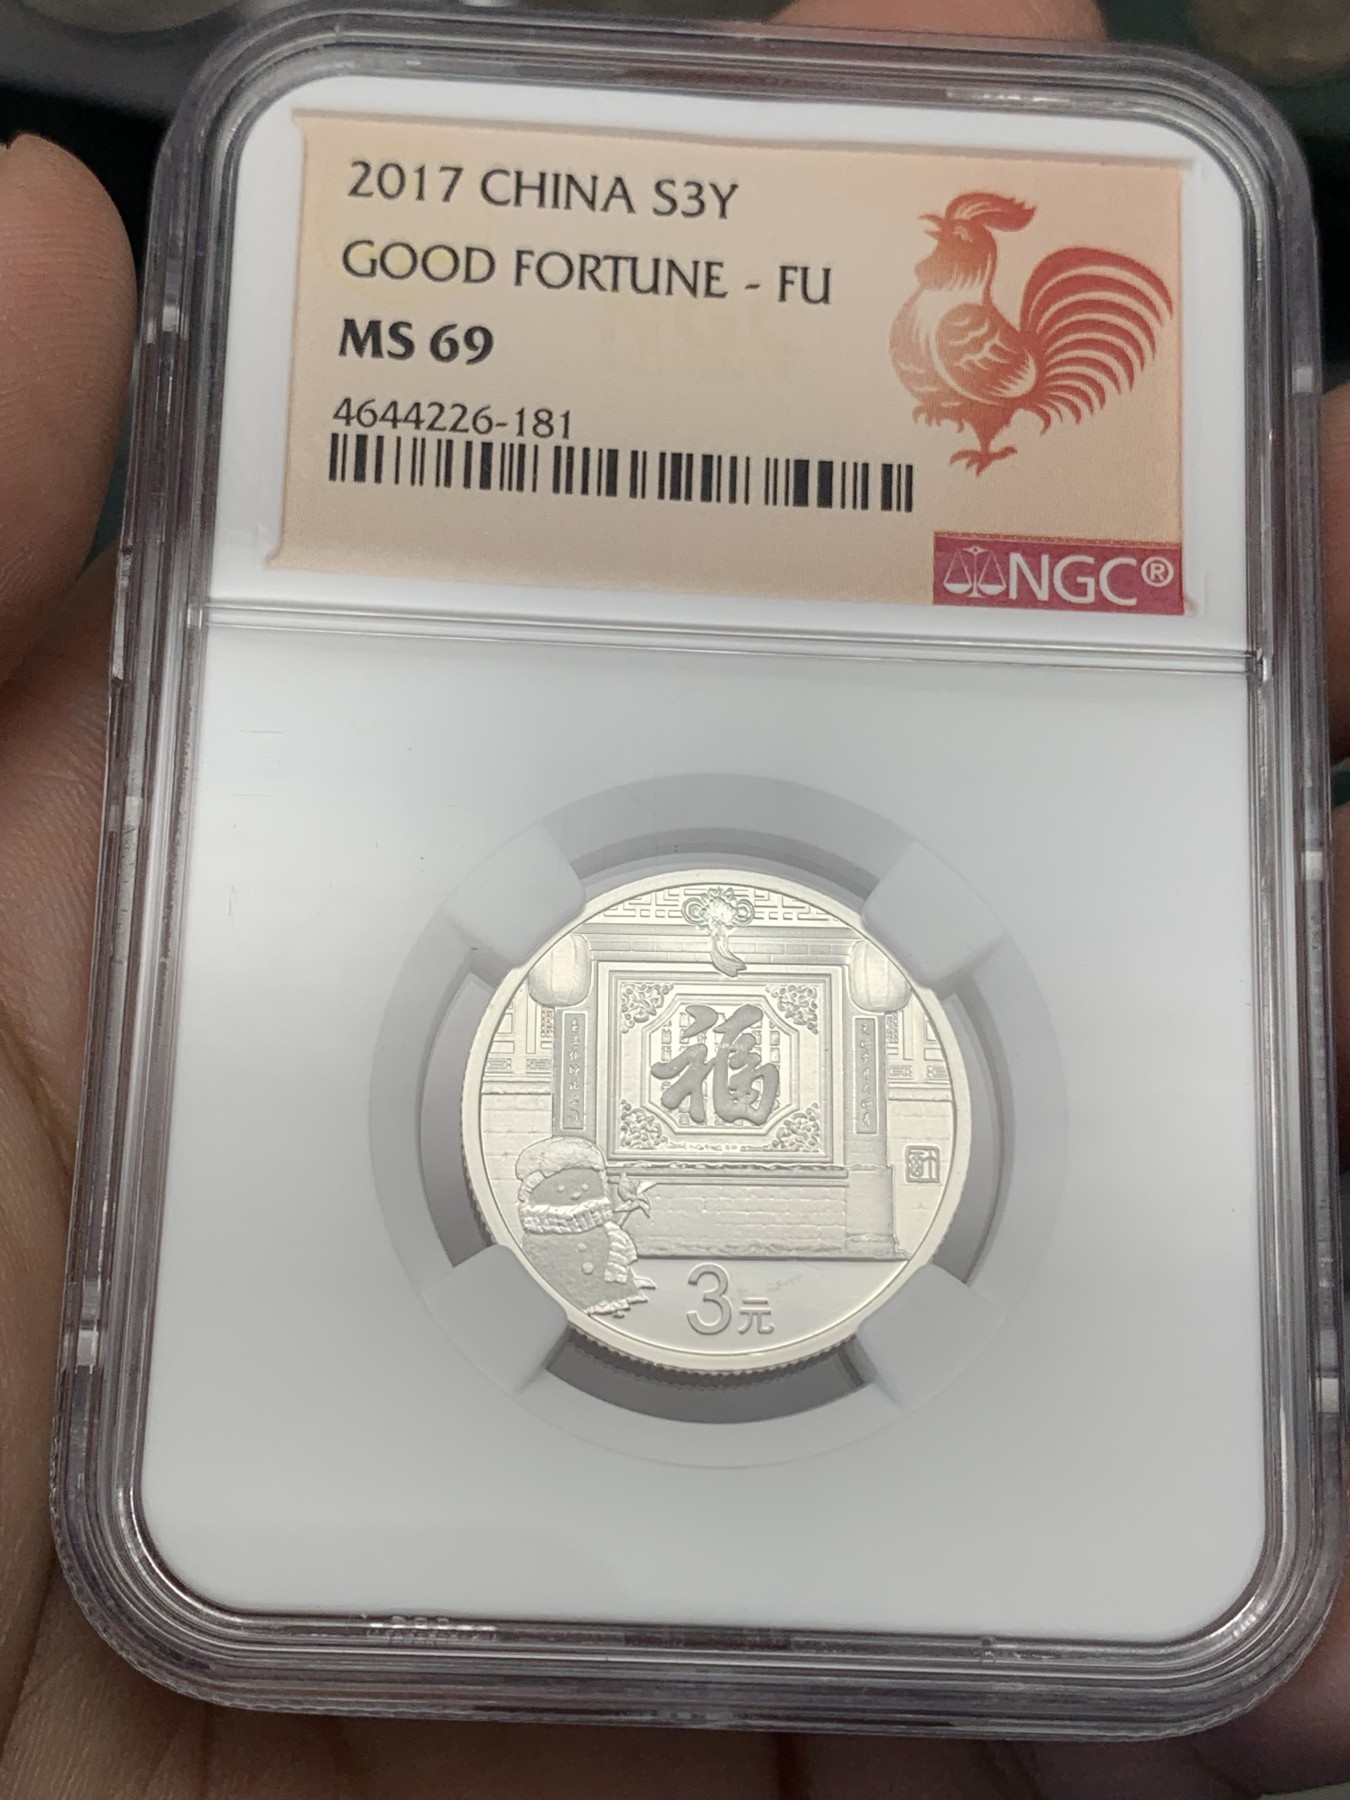 2017 CHINA S3Y
GOOD FORTUNE - FU
MS 69
4644226-181
NGC®
福
3元